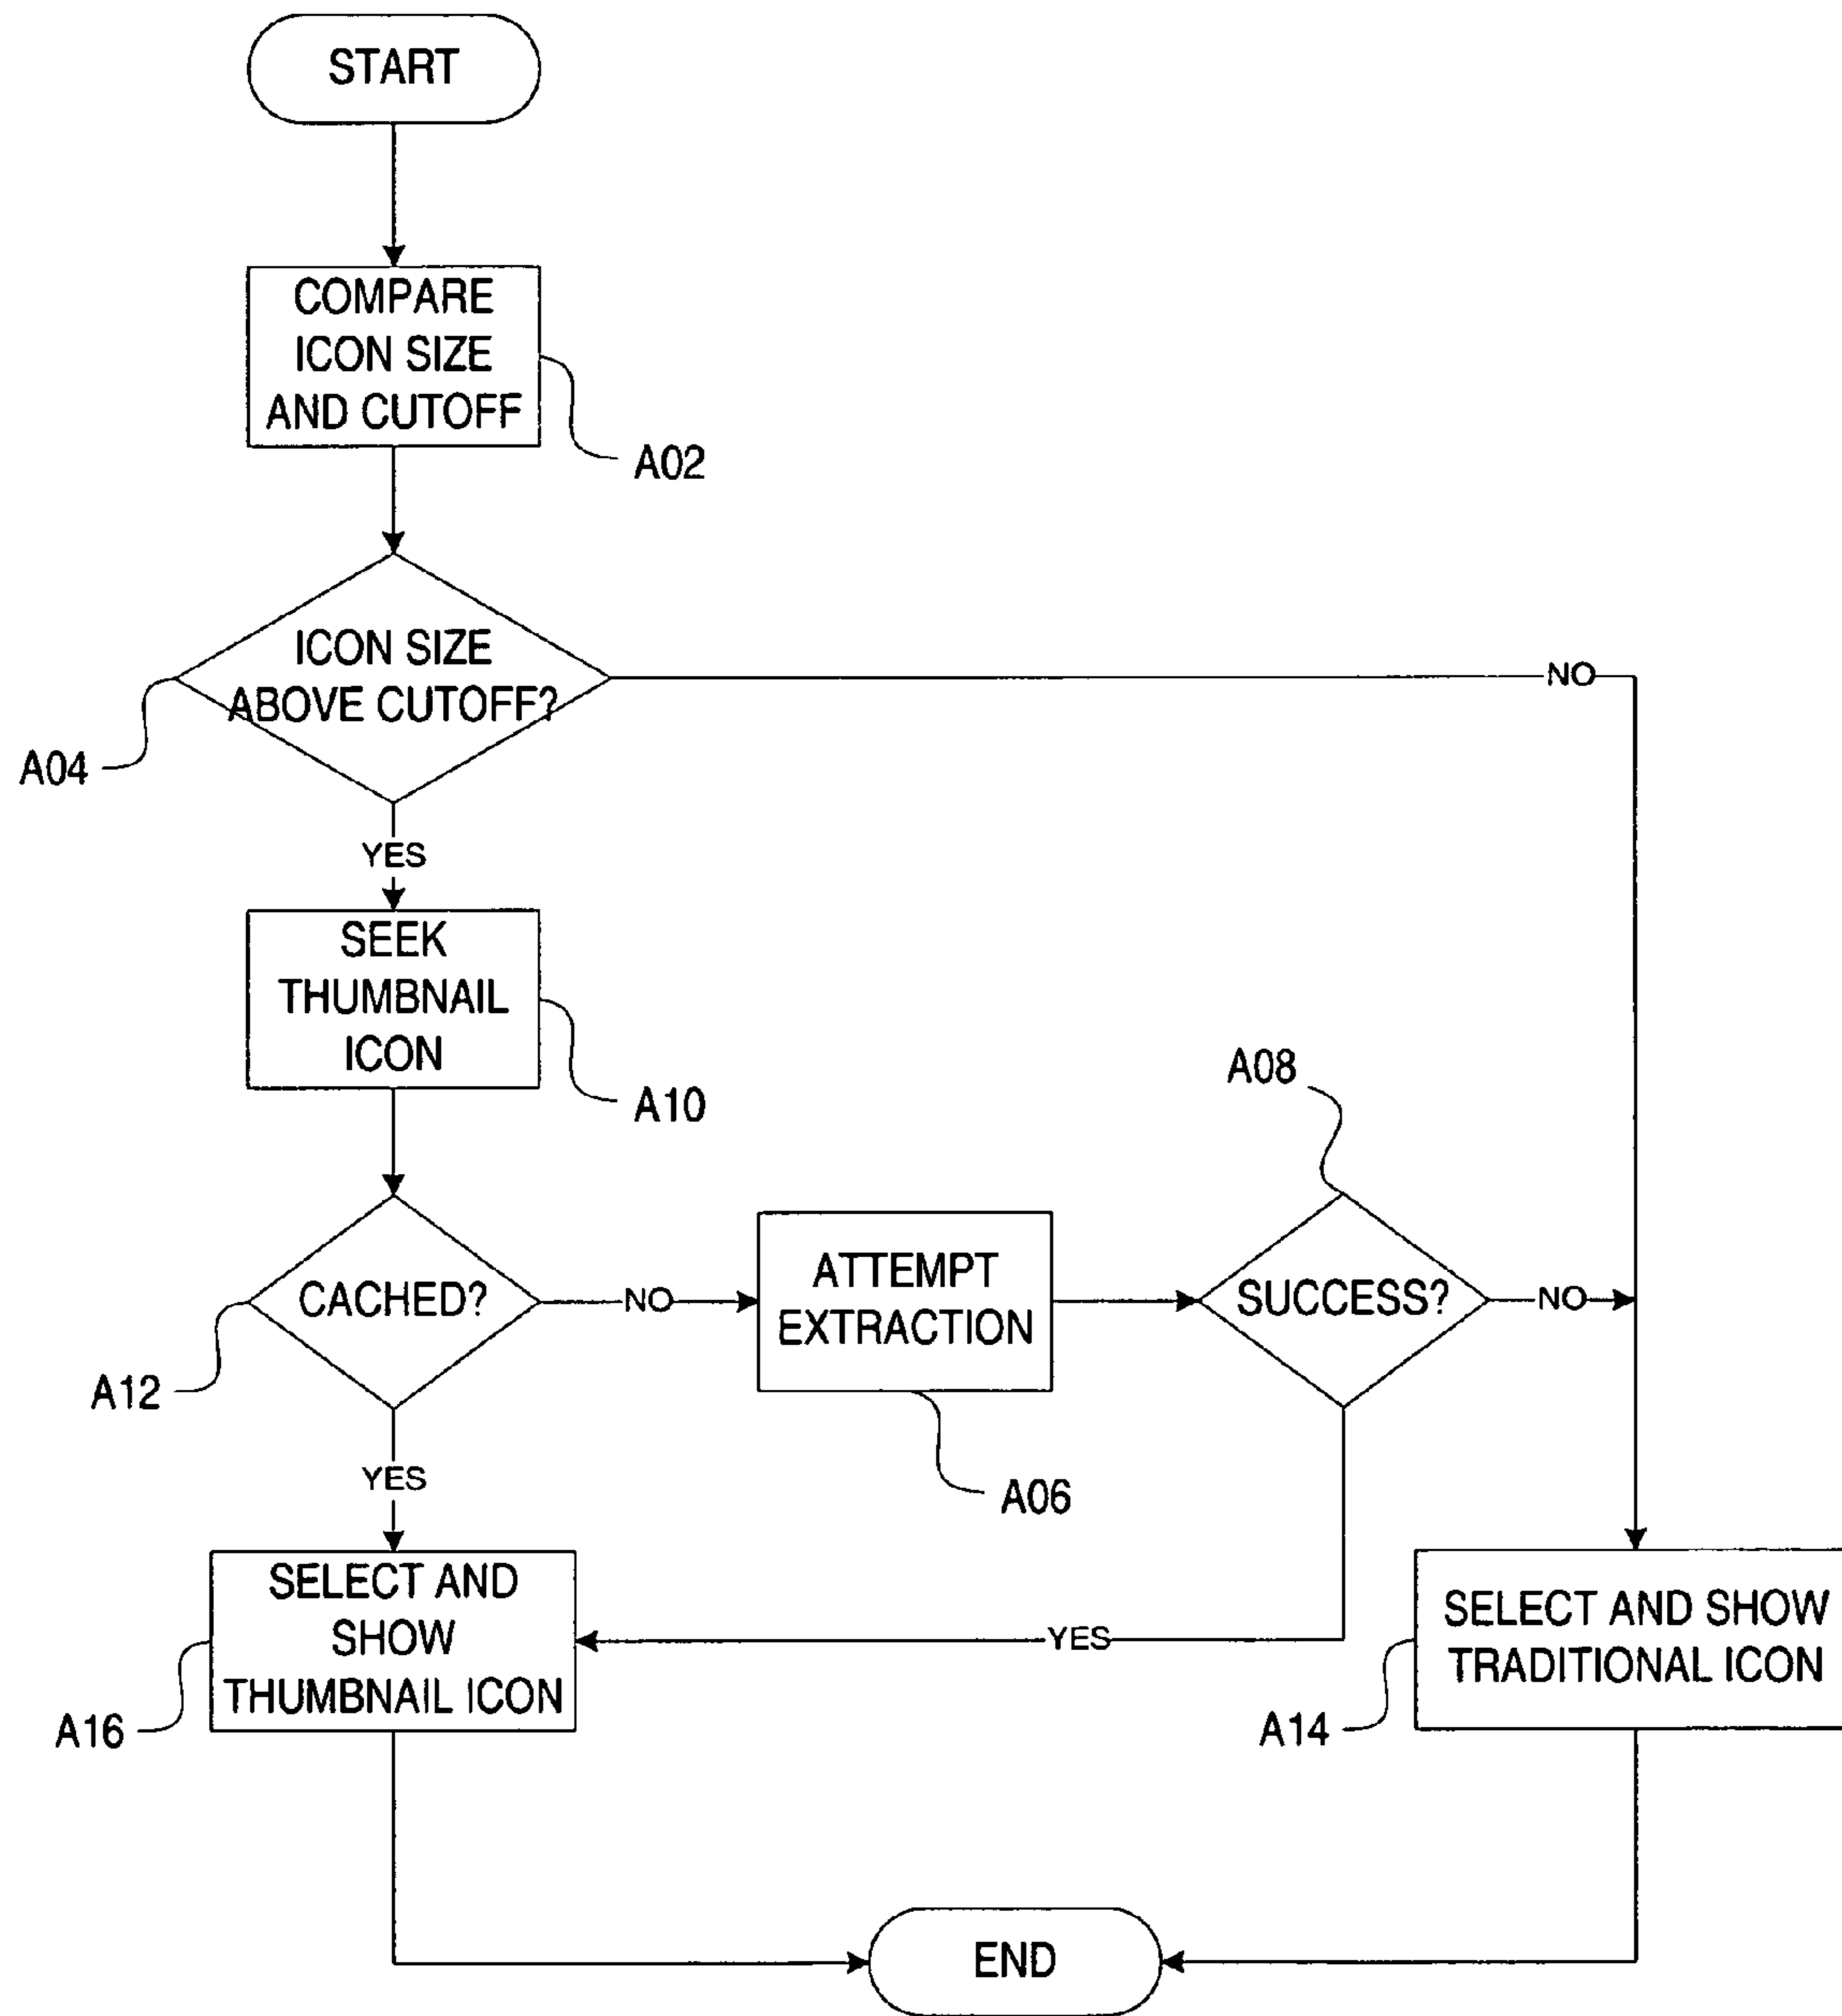 START
COMPARE
ICON SIZE
AND CUTOFF
A02
ICON SIZE
ABOVE CUTOFF?
NO
A04
YES
SEEK
THUMBNAIL
ICON
A10
A08
CACHED?
NO
ATTEMPT
EXTRACTION
SUCCESS?
NO
A12
YES
A06
SELECT AND
SHOW
THUMBNAIL ICON
YES
SELECT AND SHOW
TRADITIONAL ICON
A16
A14
END